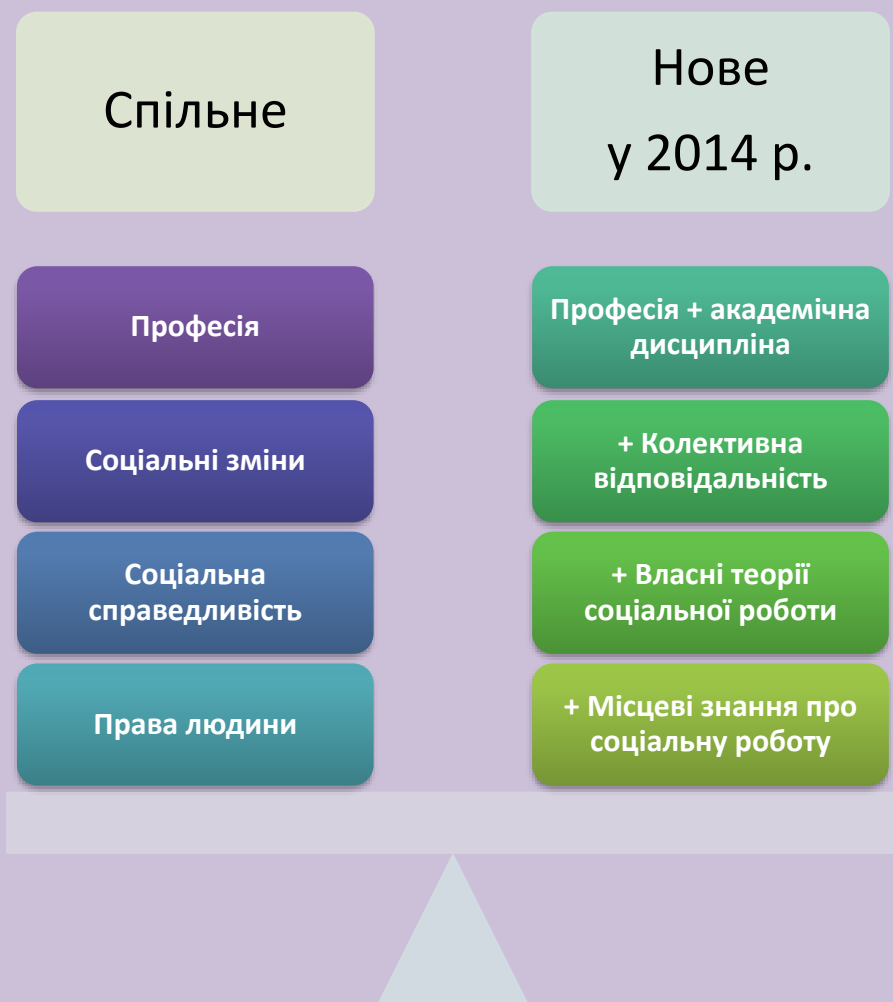 Спільне
Нове
у 2014 р.
Професія
Соціальні зміни
Соціальна
справедливість
Права людини
Професія + академічна
дисципліна
+ Колективна
відповідальність
+ Власні теорії
соціальної роботи
+ Місцеві знання про
соціальну роботу